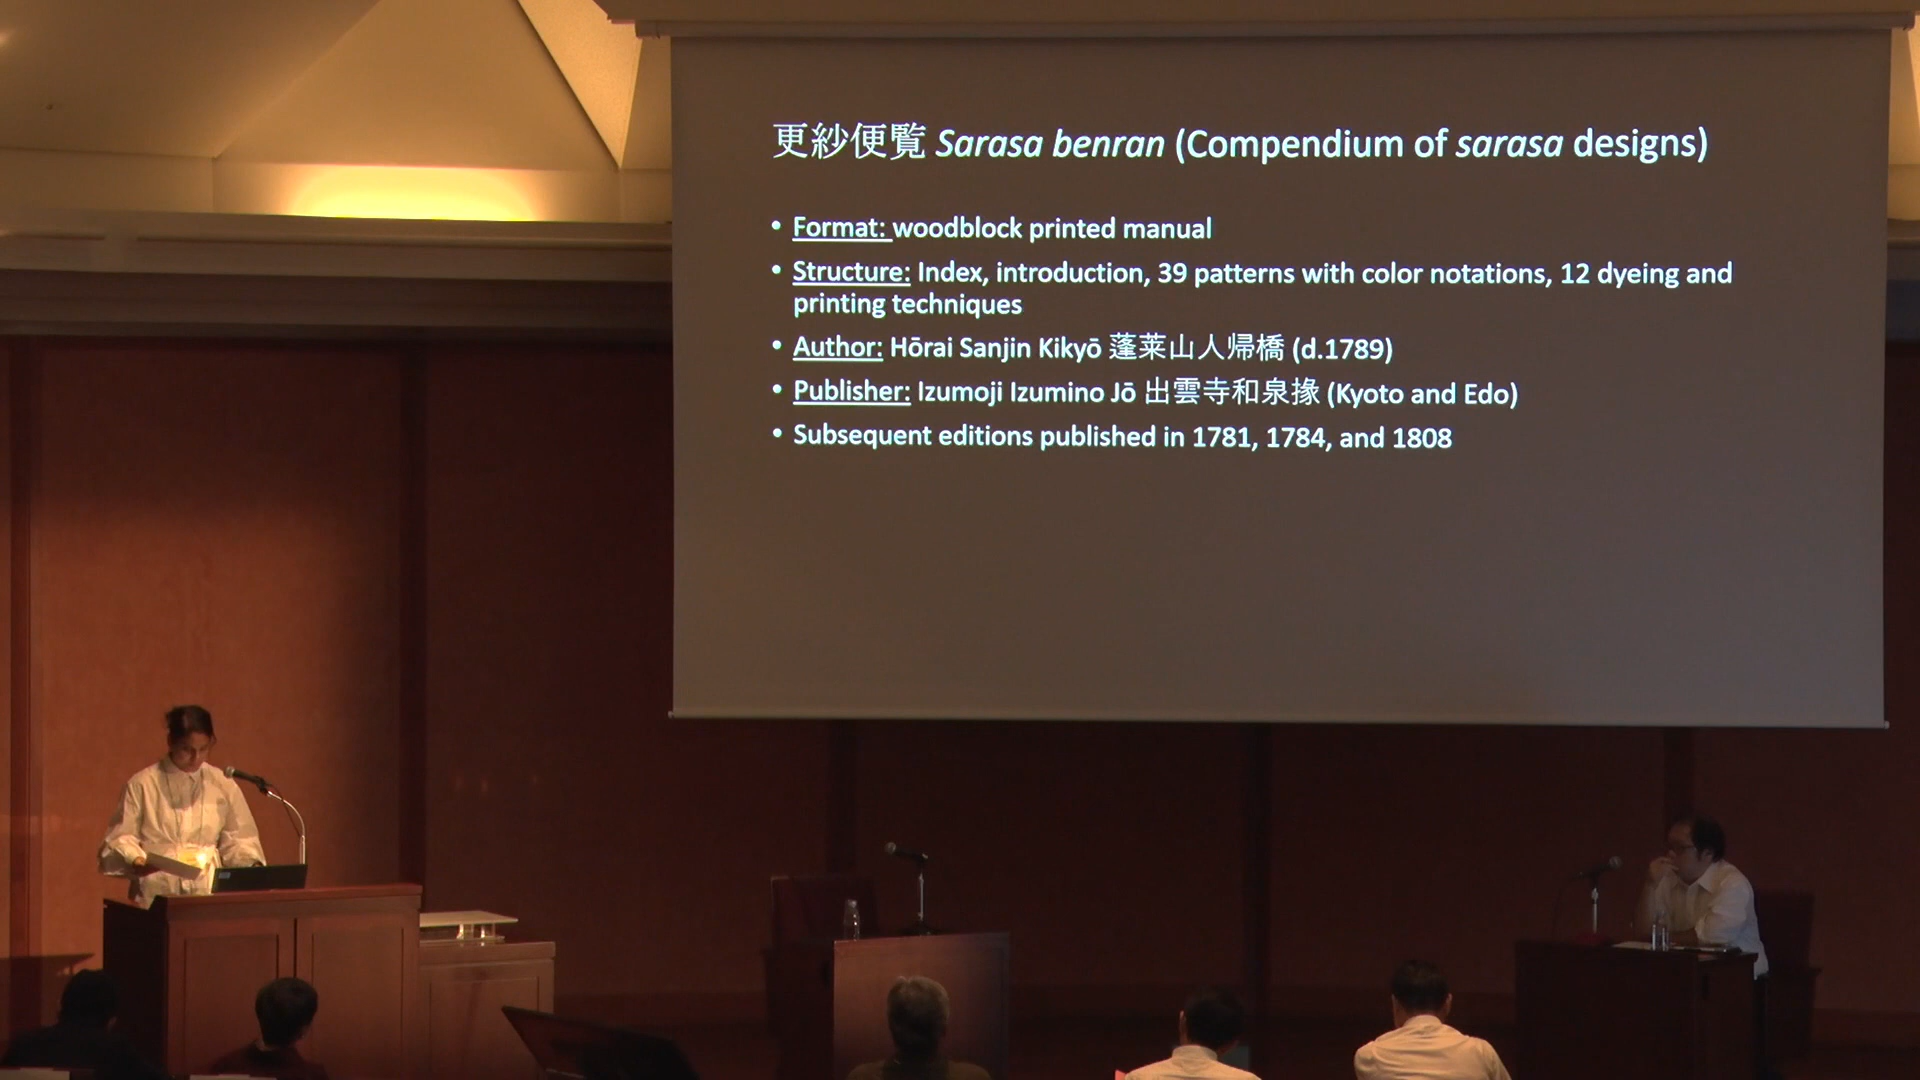 更紗便覧 Sarasa benran (Compendium of sarasa designs)
• Format: woodblock printed manual
• Structure: Index, introduction, 39 patterns with color notations, 12 dyeing and
printing techniques
• Author: Hōrai Sanjin Kikyō 蓬莱山人帰橋 (d.1789)
• Publisher: Izumoji Izumino Jō 出雲寺和泉掾 (Kyoto and Edo)
• Subsequent editions published in 1781, 1784, and 1808